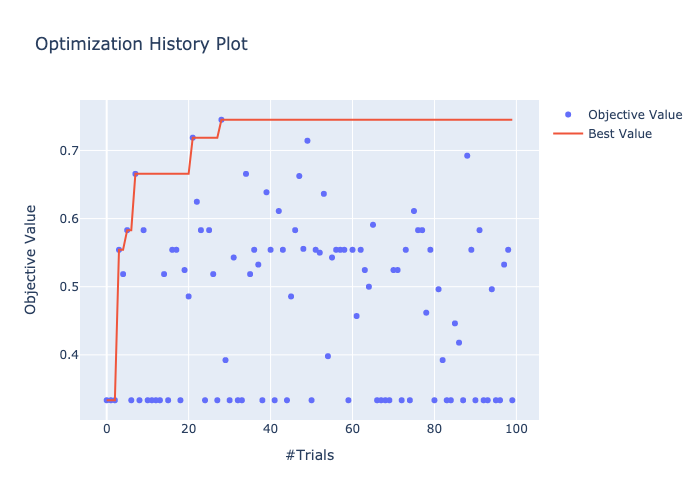 Optimization History Plot
Objective Value
Best Value
Objective Value
0.7
0.6
0.5
0.4
0
20
40
60
80
100
#Trials